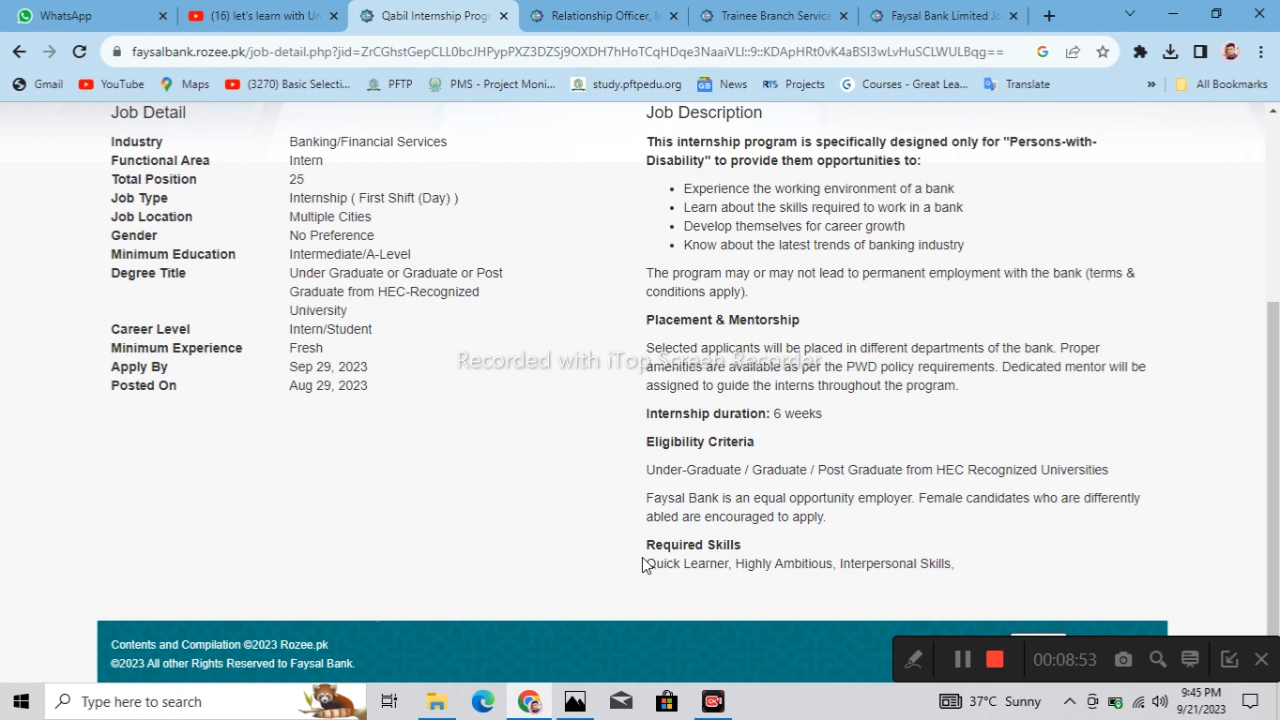 WhatsApp
(16) let's learn with Un
Qabil Internship Prog
Relationship Officer, Is
Trainee Branch Service
Faysal Bank Limited Jo
faysalbank.rozee.pk/job-detail.php?jid=ZrCGhstGepCLL0bcJHPypPXZ3DZSj9OXDH7hHoTCqHDqe3NaaiVLI::9::KDApHRt0vK4aBSI3wLvHuSCLWULBqg==
Gmail
YouTube
Maps
(3270) Basic Selecti...
PFTP
PMS - Project Moni...
study.pftpedu.org
News
RTS Projects
Courses - Great Lea...
Translate
»
All Bookmarks
Job Detail
Industry Banking/Financial Services
Functional Area Intern
Total Position 25
Job Type Internship ( First Shift (Day) )
Job Location Multiple Cities
Gender No Preference
Minimum Education Intermediate/A-Level
Degree Title Under Graduate or Graduate or Post
Graduate from HEC-Recognized
University
Career Level Intern/Student
Minimum Experience Fresh
Apply By Sep 29, 2023
Posted On Aug 29, 2023
Job Description
This internship program is specifically designed only for "Persons-with-
Disability" to provide them opportunities to:
• Experience the working environment of a bank
• Learn about the skills required to work in a bank
• Develop themselves for career growth
• Know about the latest trends of banking industry
The program may or may not lead to permanent employment with the bank (terms &
conditions apply).
Placement & Mentorship
Selected applicants will be placed in different departments of the bank. Proper
amenities are available as per the PWD policy requirements. Dedicated mentor will be
assigned to guide the interns throughout the program.
Internship duration: 6 weeks
Eligibility Criteria
Under-Graduate / Graduate / Post Graduate from HEC Recognized Universities
Faysal Bank is an equal opportunity employer. Female candidates who are differently
abled are encouraged to apply.
Required Skills
Quick Learner, Highly Ambitious, Interpersonal Skills,
Recorded with iTop Screen Recorder
Contents and Compilation ©2023 Rozee.pk
©2023 All other Rights Reserved to Faysal Bank.
00:08:53
Type here to search
37°C Sunny
9:45 PM
9/21/2023